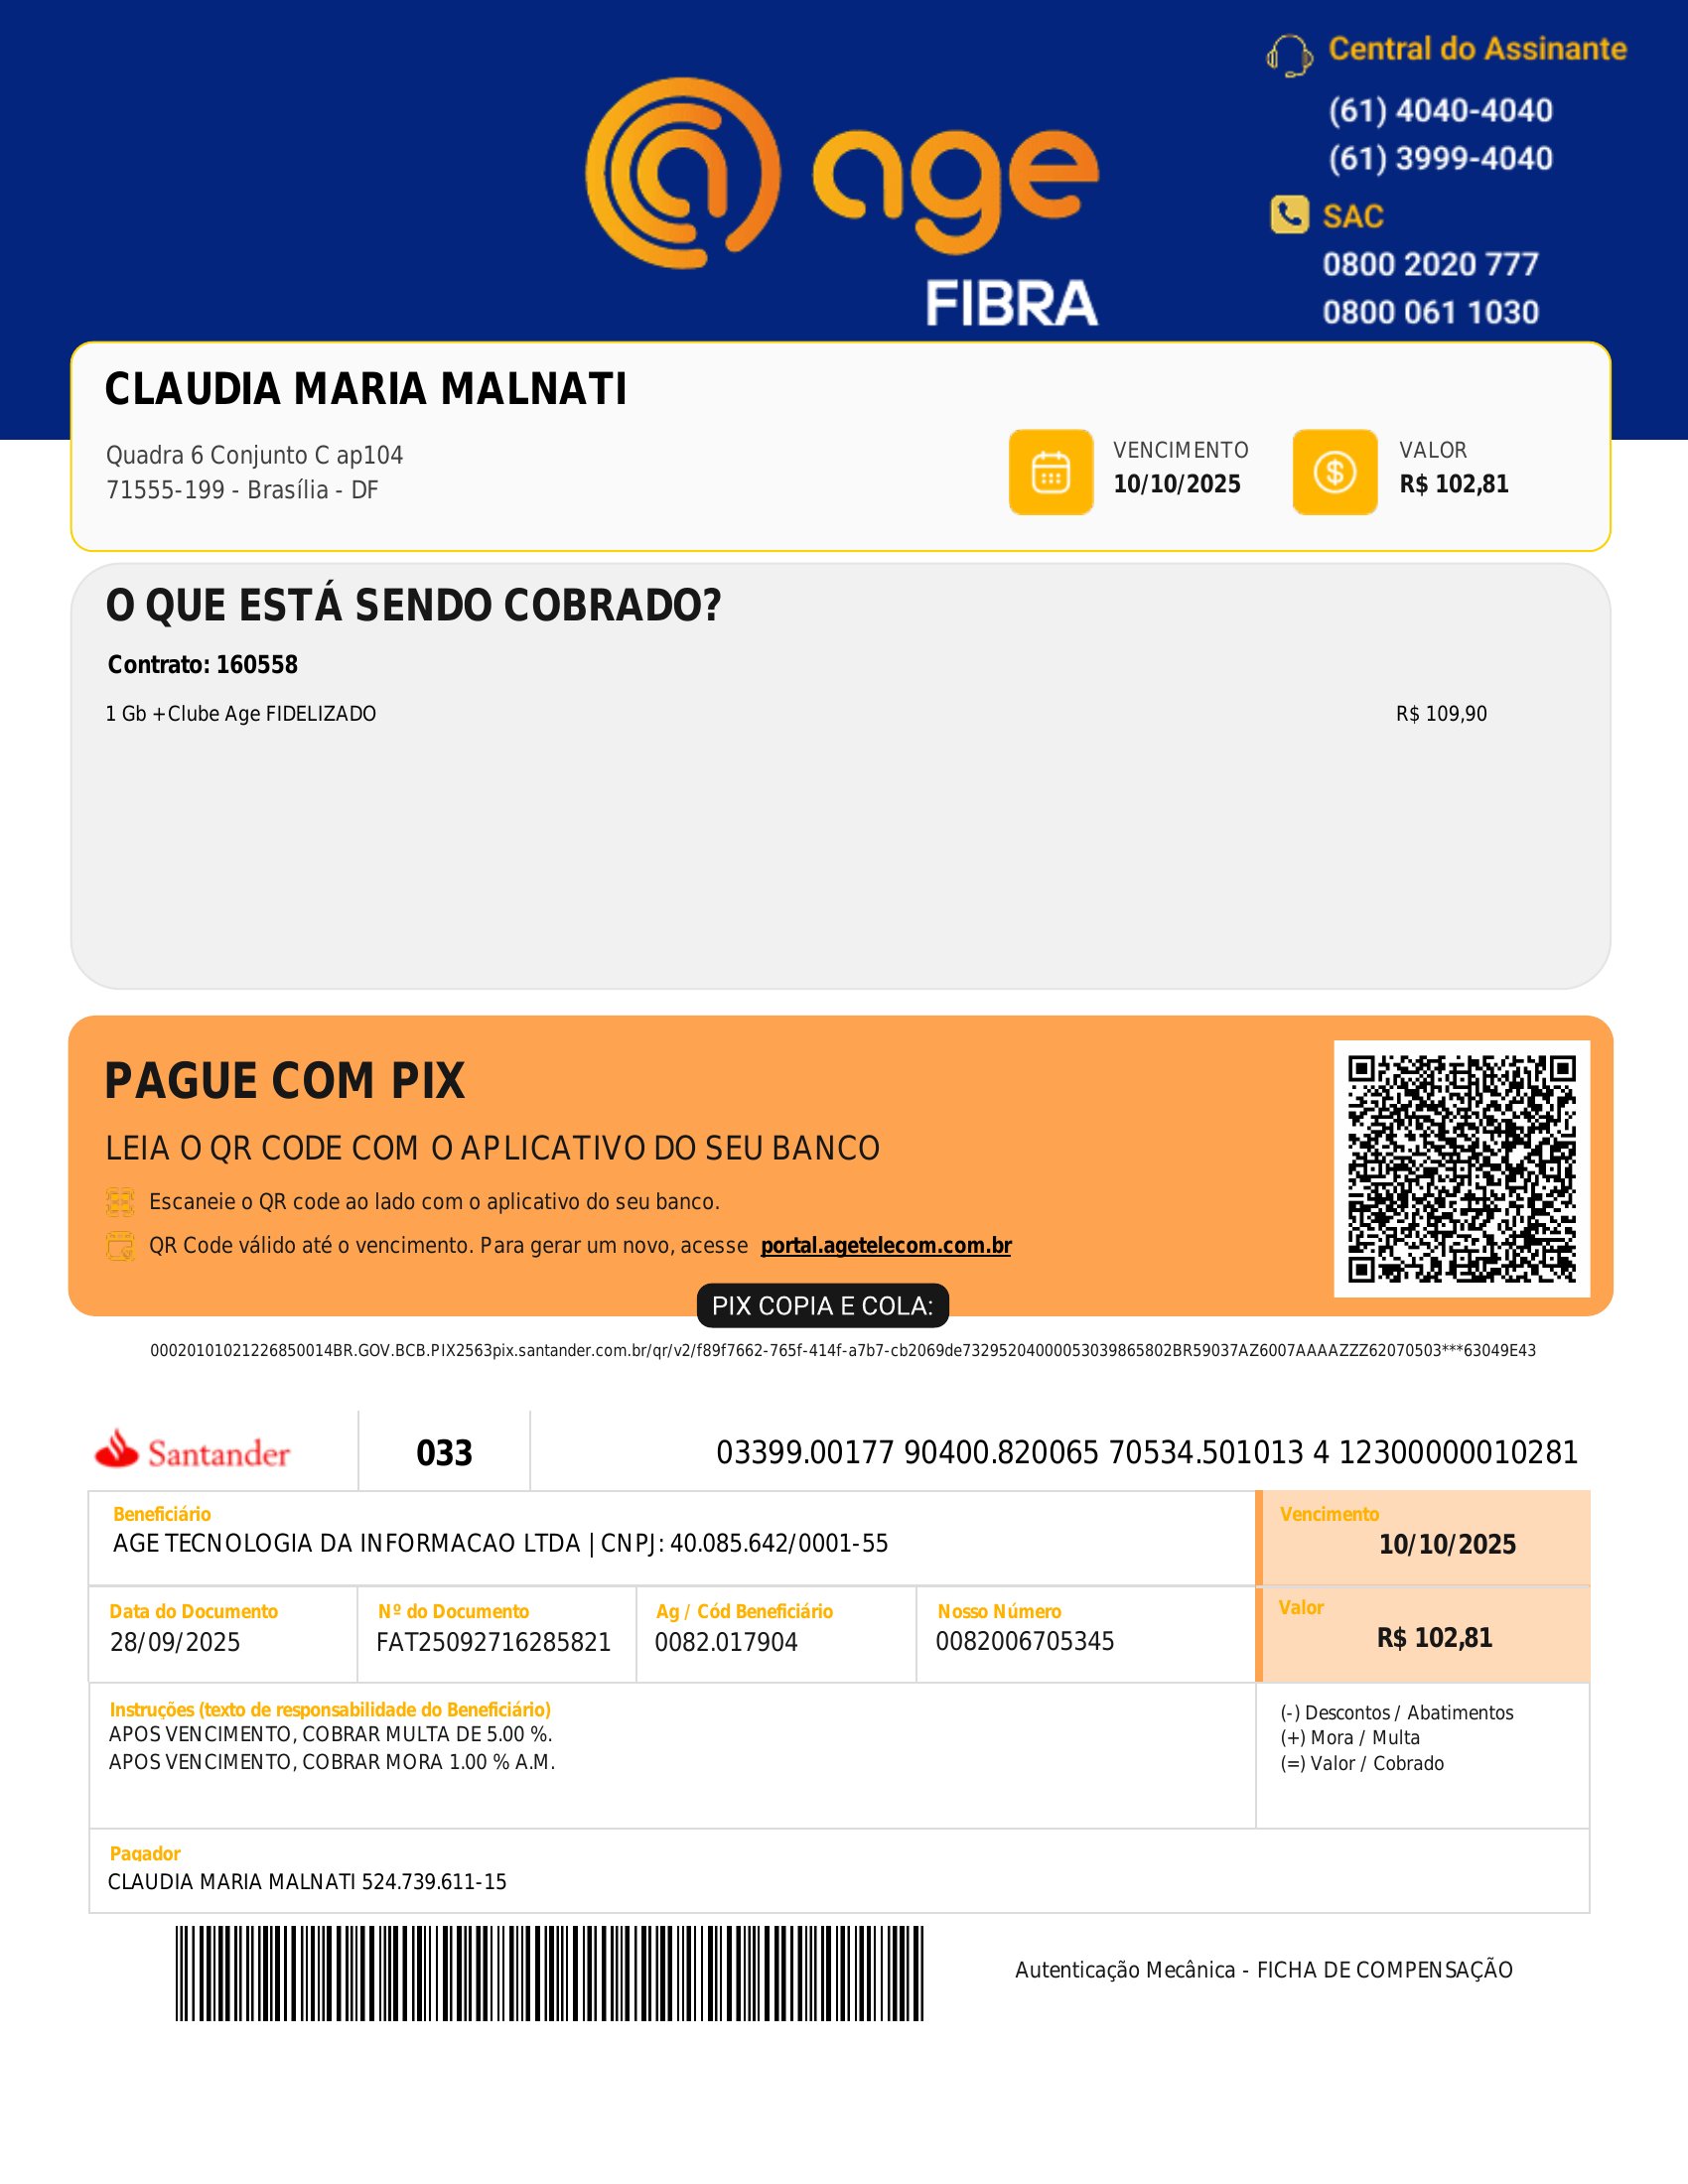 Central do Assinante
(61) 4040-4040
(61) 3999-4040
SAC
0800 2020 777
0800 061 1030
age
FIBRA
CLAUDIA MARIA MALNATI
Quadra 6 Conjunto C ap104
71555-199 - Brasília - DF
VENCIMENTO
10/10/2025
VALOR
R$ 102,81
O QUE ESTÁ SENDO COBRADO?
Contrato: 160558
1 Gb +Clube Age FIDELIZADO R$ 109,90
PAGUE COM PIX
LEIA O QR CODE COM O APLICATIVO DO SEU BANCO
Escaneie o QR code ao lado com o aplicativo do seu banco.
QR Code válido até o vencimento. Para gerar um novo, acesse portal.agetelecom.com.br
PIX COPIA E COLA:
00020101021226850014BR.GOV.BCB.PIX2563pix.santander.com.br/qr/v2/f89f7662-765f-414f-a7b7-cb2069de73295204000053039865802BR59037AZ6007AAAAZZZ62070503***63049E43
Santander 033 03399.00177 90400.820065 70534.501013 4 12300000010281
Beneficiário
AGE TECNOLOGIA DA INFORMACAO LTDA | CNPJ: 40.085.642/0001-55
Vencimento
10/10/2025
Data do Documento
28/09/2025
Nº do Documento
FAT25092716285821
Ag / Cód Beneficiário
0082.017904
Nosso Número
0082006705345
Valor
R$ 102,81
Instruções (texto de responsabilidade do Beneficiário)
APOS VENCIMENTO, COBRAR MULTA DE 5.00 %.
APOS VENCIMENTO, COBRAR MORA 1.00 % A.M.
(-) Descontos / Abatimentos
(+) Mora / Multa
(=) Valor / Cobrado
Pagador
CLAUDIA MARIA MALNATI 524.739.611-15
Autenticação Mecânica - FICHA DE COMPENSAÇÃO